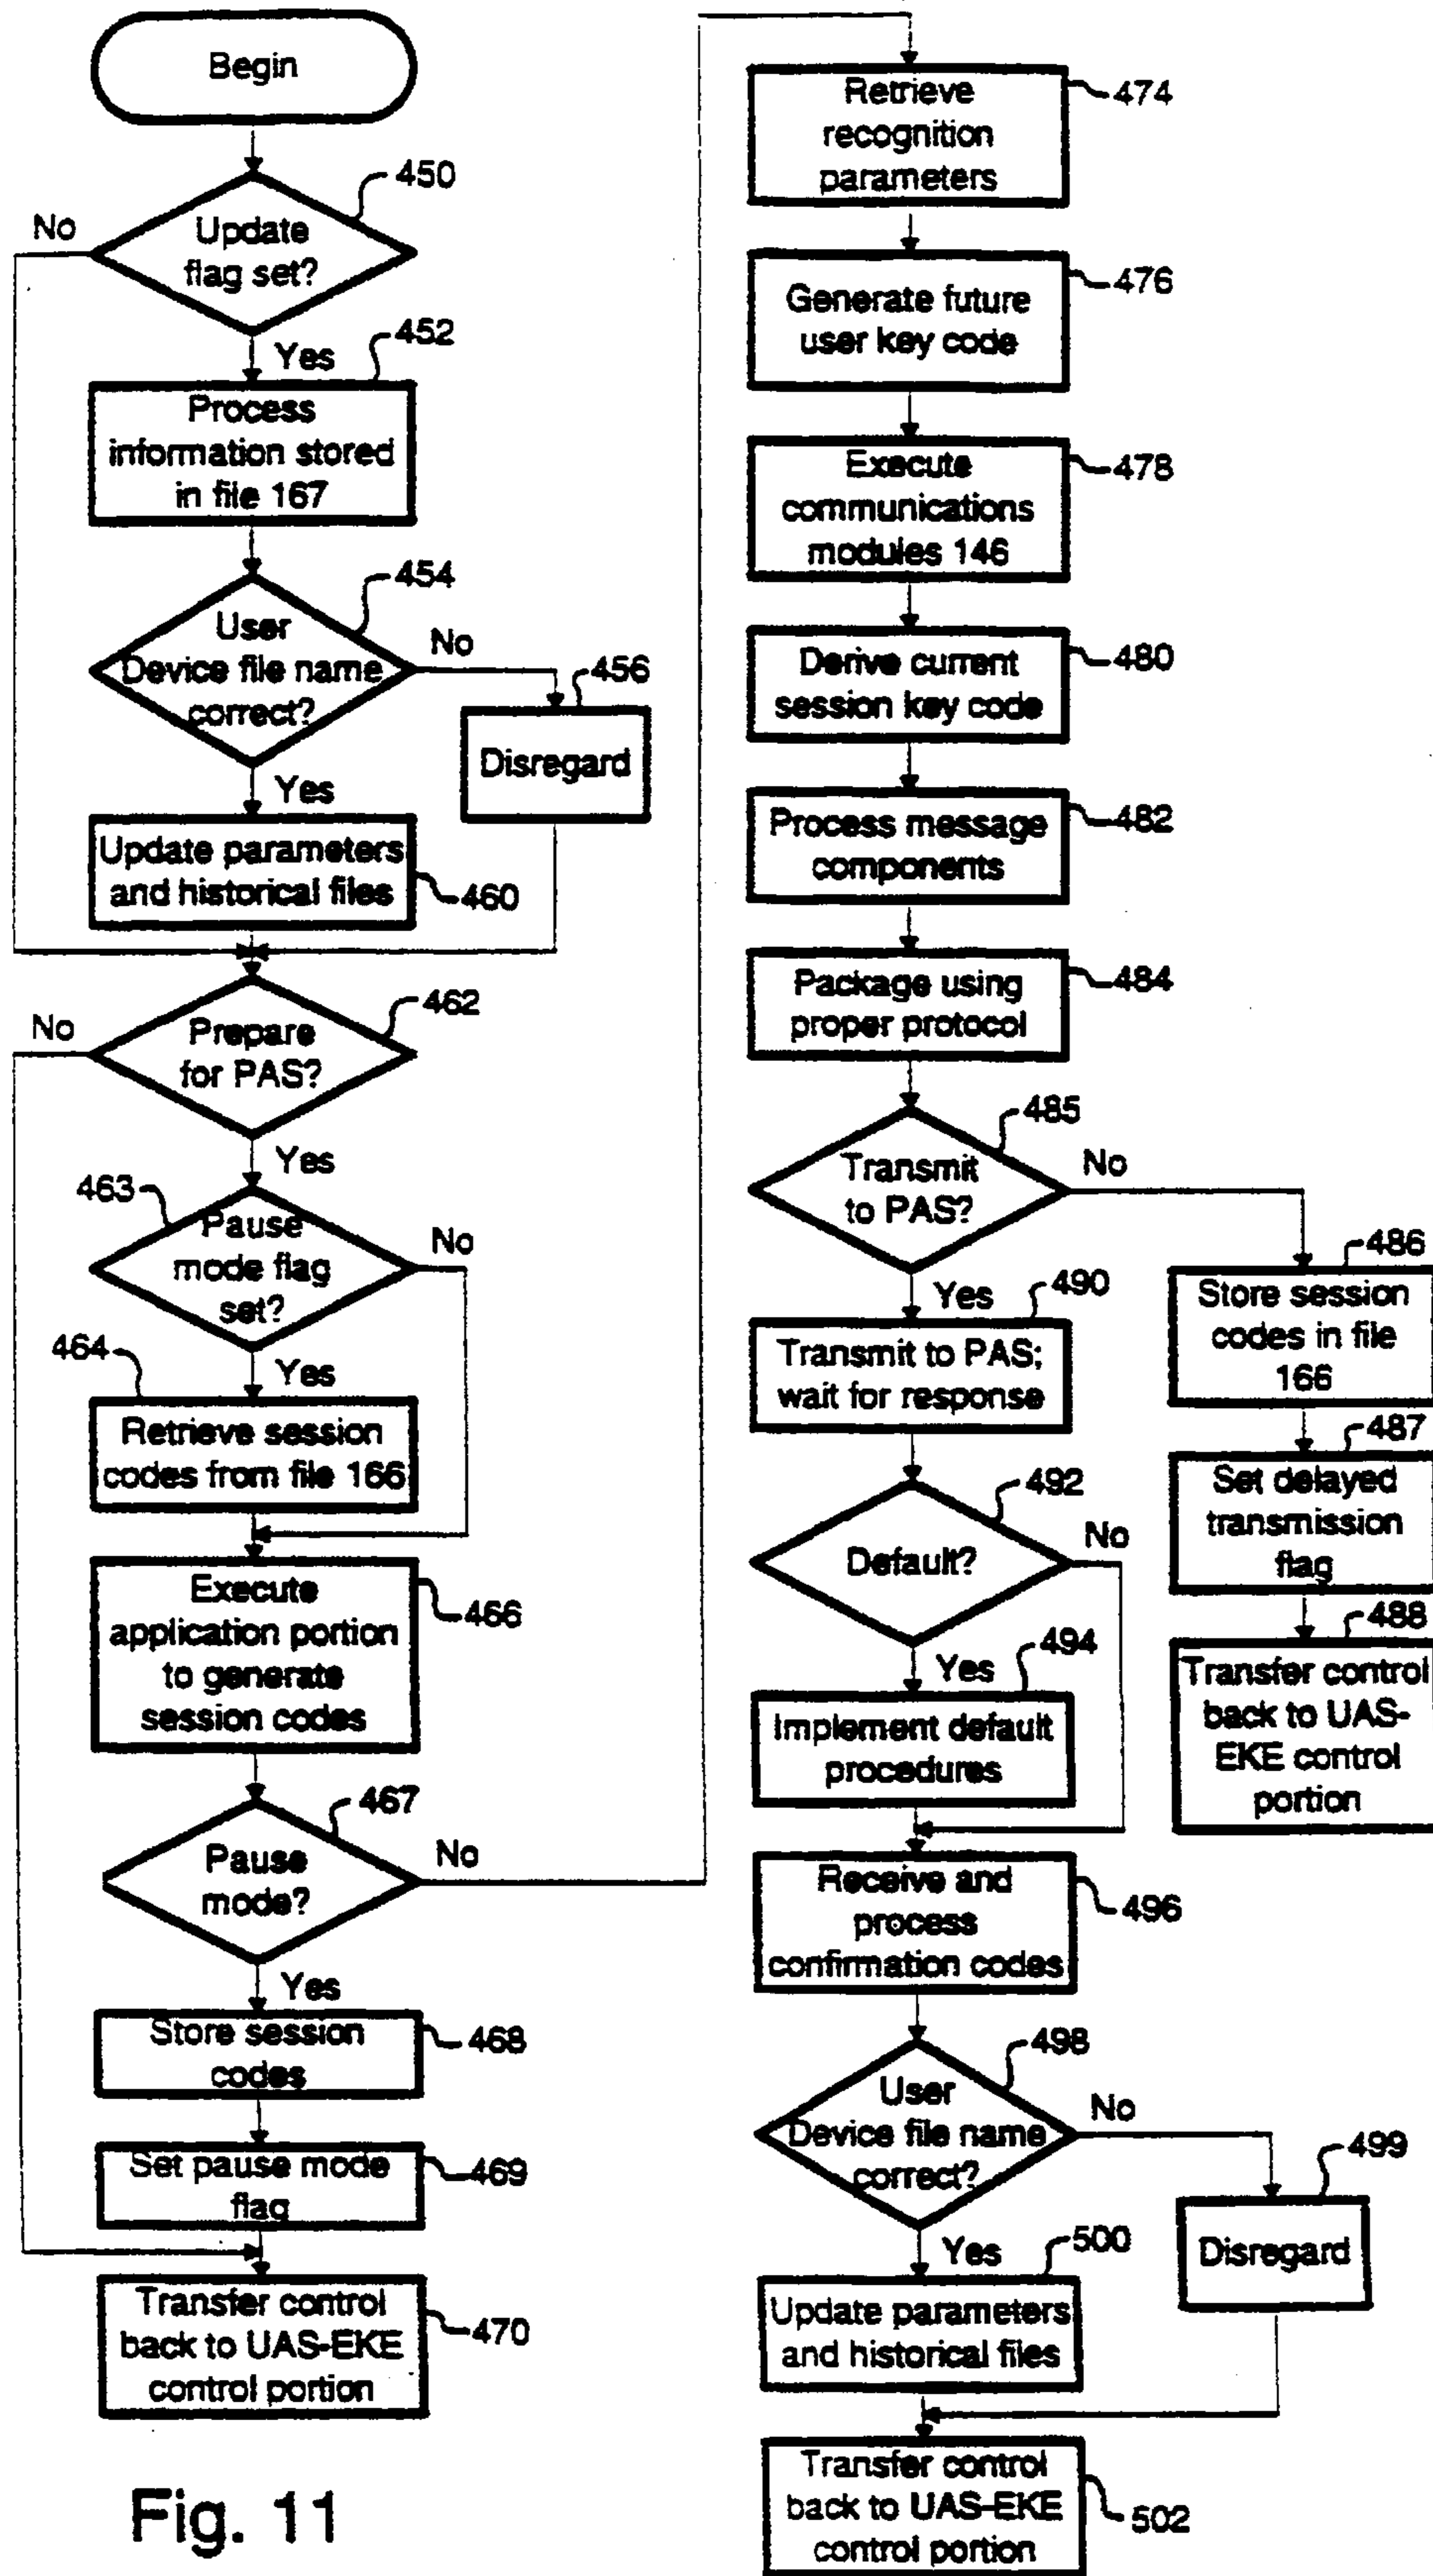 Begin
450
No
Update
flag set?
452
Yes
Process
information stored
in file 167
454
User
Device file name
correct?
No
456
Disregard
Yes
Update parameters
and historical files
460
462
No
Prepare
for PAS?
Yes
463
Pause
mode flag
set?
No
464
Yes
Retrieve session
codes from file 166
Execute
application portion
to generate
session codes
466
467
Pause
mode?
No
Yes
Store session
codes
468
Set pause mode
flag
469
Transfer control
back to UAS-EKE
control portion
470
Fig. 11
Retrieve
recognition
parameters
474
Generate future
user key code
476
Execute
communications
modules 146
478
Derive current
session key code
480
Process message
components
482
Package using
proper protocol
484
485
Transmit
to PAS?
No
486
Store session
codes in file
166
487
Set delayed
transmission
flag
488
Transfer control
back to UAS-
EKE control
portion
Yes
490
Transmit to PAS;
wait for response
492
Default?
No
Yes
494
Implement default
procedures
Receive and
process
confirmation codes
496
498
User
Device file name
correct?
No
499
Disregard
Yes
500
Update parameters
and historical files
Transfer control
back to UAS-EKE
control portion
502